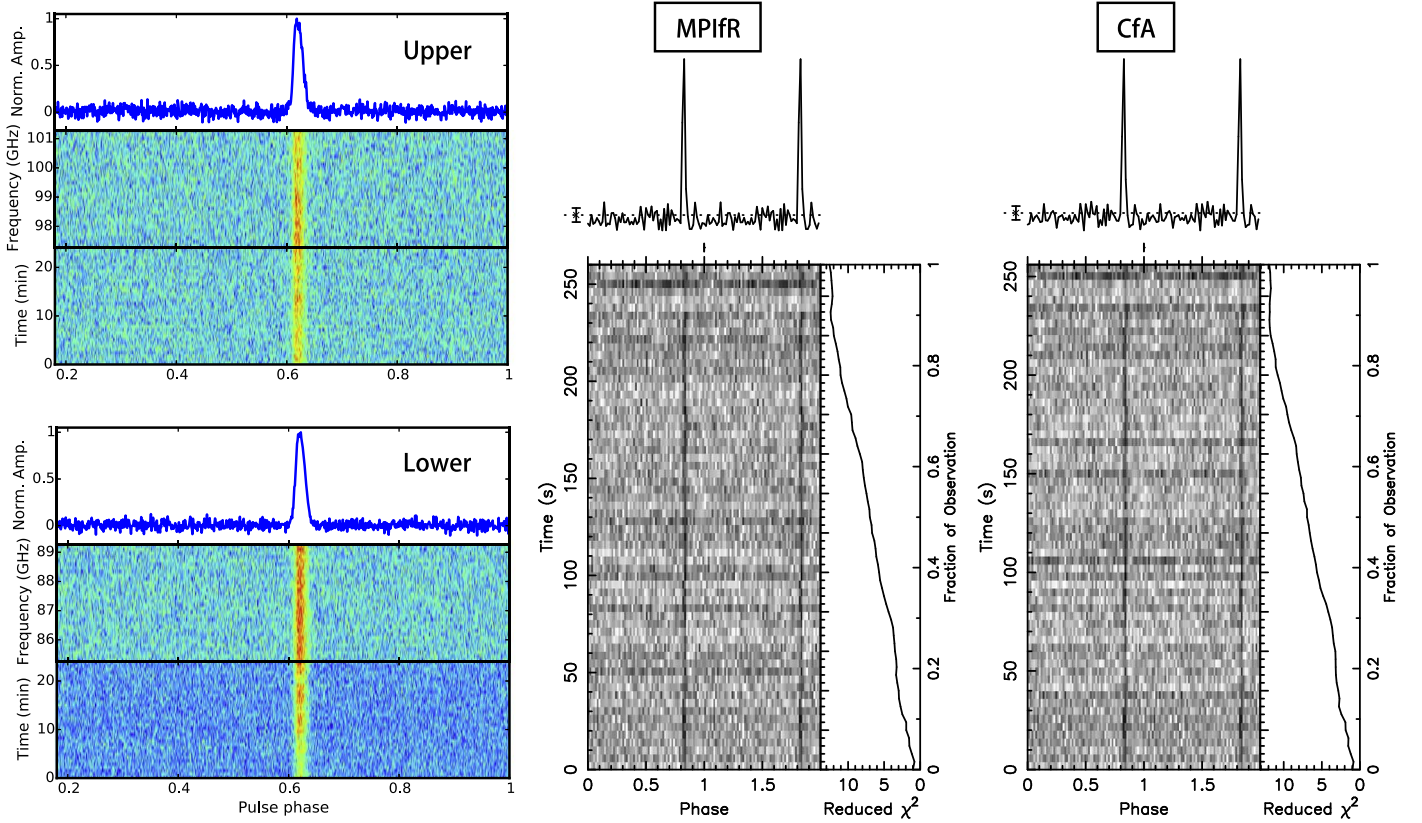 Upper
Norm. Amp.
1
0.5
0
Frequency (GHz)
101
100
99
98
Time (min)
20
10
0
0.2 0.4 0.6 0.8 1
Lower
Norm. Amp.
1
0.5
0
Frequency (GHz)
89
88
87
86
Time (min)
20
10
0
0.2 0.4 0.6 0.8 1
Pulse phase
MPIfR
Time (s)
250
200
150
100
50
0
0 0.5 1 1.5
Phase
10 5 0
Reduced χ²
Fraction of Observation
1
0.8
0.6
0.4
0.2
0
CfA
Time (s)
250
200
150
100
50
0
0 0.5 1 1.5
Phase
10 5 0
Reduced χ²
Fraction of Observation
1
0.8
0.6
0.4
0.2
0